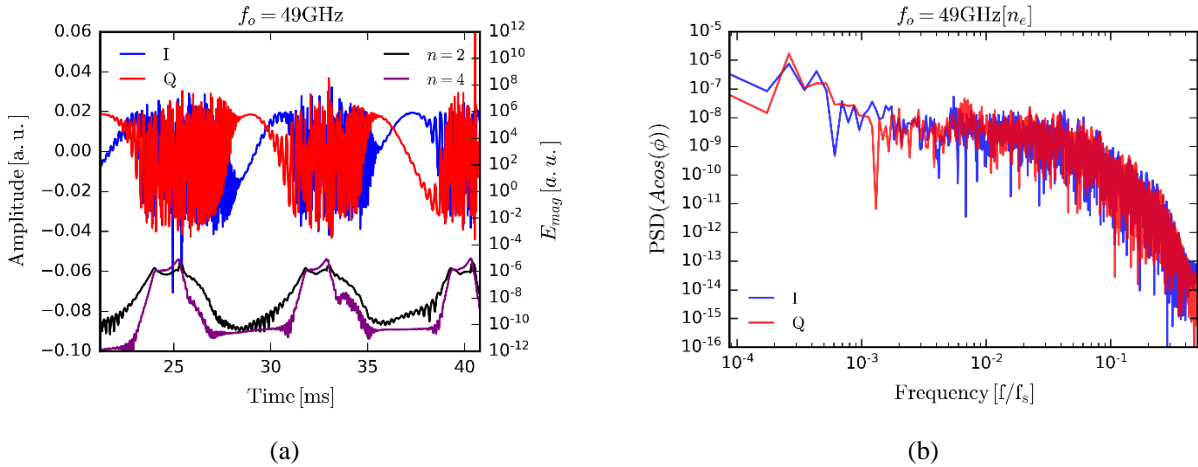 f_o = 49GHz
0.06
0.04
0.02
0.00
−0.02
−0.04
−0.06
−0.08
−0.10
Amplitude [a. u.]
I
Q
n = 2
n = 4
10^12
10^10
10^8
10^6
10^4
10^2
10^0
10^-2
10^-4
10^-6
10^-8
10^-10
10^-12
E_mag [a. u.]
25 30 35 40
Time [ms]
(a)
f_o = 49GHz[n_e]
10^-5
10^-6
10^-7
10^-8
10^-9
10^-10
10^-11
10^-12
10^-13
10^-14
10^-15
10^-16
PSD(Acos(ϕ))
I
Q
10^-4 10^-3 10^-2 10^-1
Frequency [f/f_s]
(b)